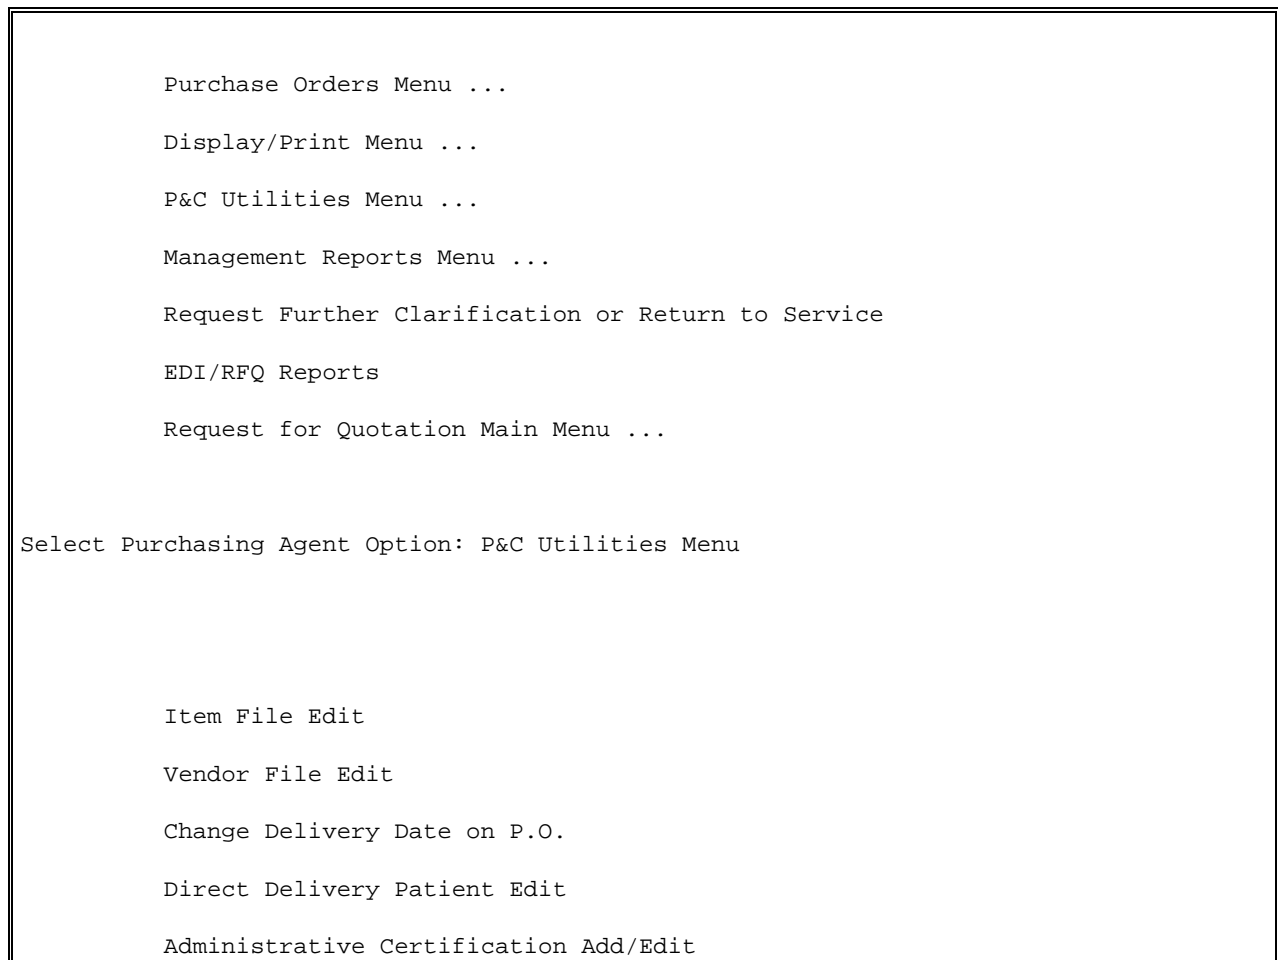 Purchase Orders Menu ...
Display/Print Menu ...
P&C Utilities Menu ...
Management Reports Menu ...
Request Further Clarification or Return to Service
EDI/RFQ Reports
Request for Quotation Main Menu ...
Select Purchasing Agent Option: P&C Utilities Menu
Item File Edit
Vendor File Edit
Change Delivery Date on P.O.
Direct Delivery Patient Edit
Administrative Certification Add/Edit